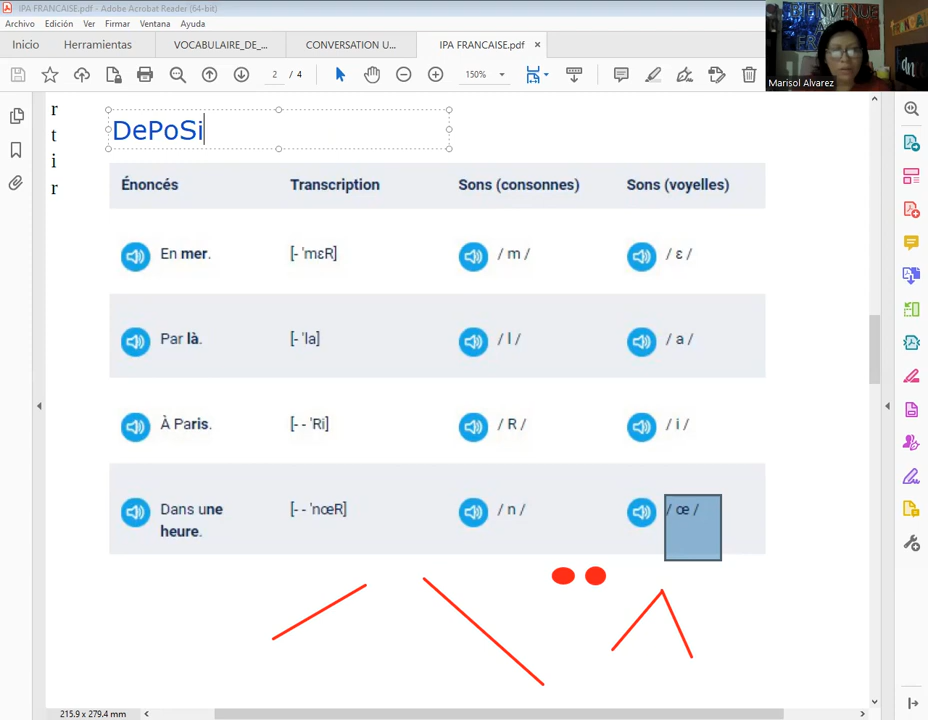 IPA FRANCAISE.pdf - Adobe Acrobat Reader (64-bit)
Archivo Edición Ver Firmar Ventana Ayuda
Inicio Herramientas VOCABULAIRE_DE_... CONVERSATION U... IPA FRANCAISE.pdf ×
2 / 4 150%
Marisol Alvarez
r
t
i
r
DePoSi
Énoncés Transcription Sons (consonnes) Sons (voyelles)
En mer. [- 'mɛR] / m / / ɛ /
Par là. [- 'la] / l / / a /
À Paris. [- - 'Ri] / R / / i /
Dans une [- - 'nœR] / n / / œ /
heure.
215.9 x 279.4 mm